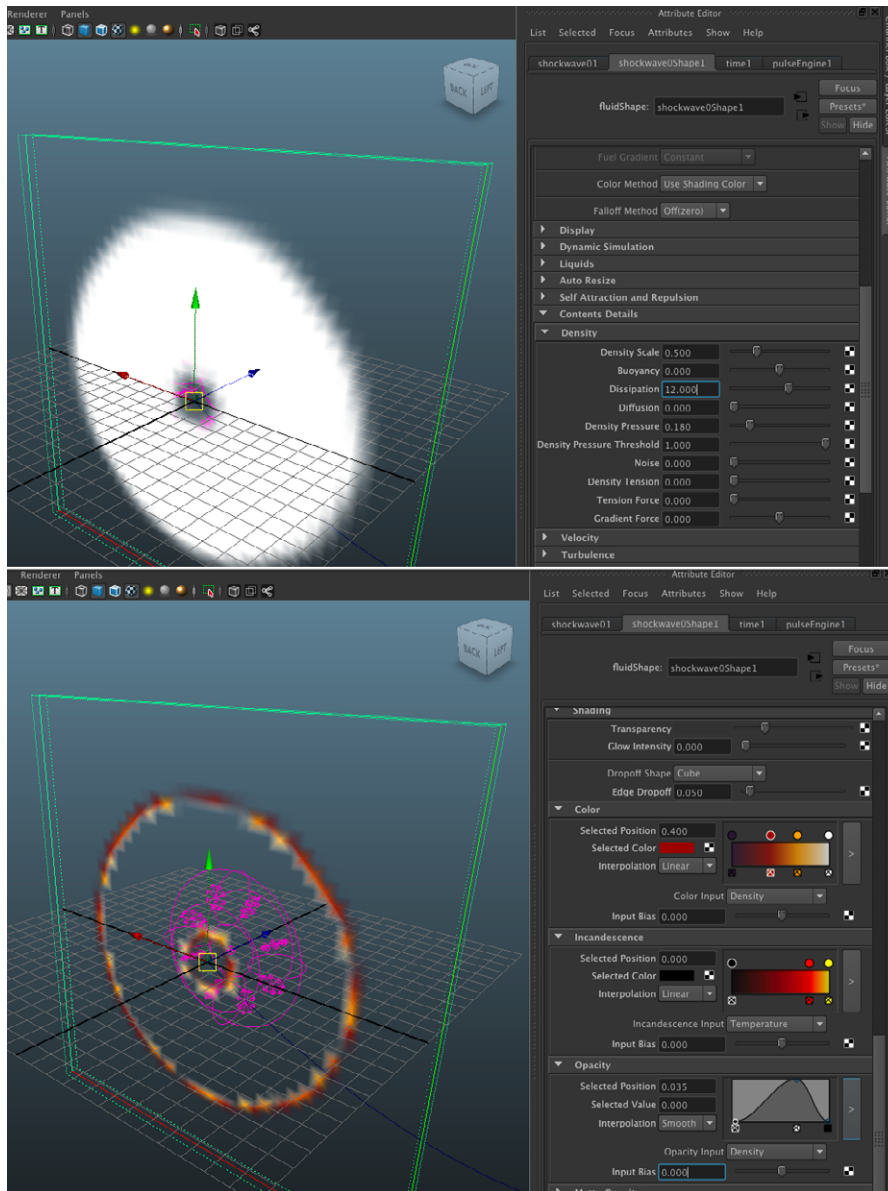 Renderer Panels
Attribute Editor
List Selected Focus Attributes Show Help
BACK LEFT
shockwave01 shockwave0Shape1 time1 pulseEngine1
Focus
fluidShape: shockwave0Shape1 Presets*
Show Hide
Fuel Gradient Constant
Color Method Use Shading Color
Falloff Method Off(zero)
Display
Dynamic Simulation
Liquids
Auto Resize
Self Attraction and Repulsion
Contents Details
Density
Density Scale 0.500
Buoyancy 0.000
Dissipation 12.000
Diffusion 0.000
Density Pressure 0.180
Density Pressure Threshold 1.000
Noise 0.000
Density Tension 0.000
Tension Force 0.000
Gradient Force 0.000
Velocity
Turbulence
Renderer Panels
Attribute Editor
List Selected Focus Attributes Show Help
BACK LEFT
shockwave01 shockwave0Shape1 time1 pulseEngine1
Focus
fluidShape: shockwave0Shape1 Presets*
Show Hide
Shading
Transparency
Glow Intensity 0.000
Dropoff Shape Cube
Edge Dropoff 0.050
Color
Selected Position 0.400
Selected Color
Interpolation Linear
>
Color Input Density
Input Bias 0.000
Incandescence
Selected Position 0.000
Selected Color
Interpolation Linear
>
Incandescence Input Temperature
Input Bias 0.000
Opacity
Selected Position 0.035
Selected Value 0.000
Interpolation Smooth
>
Opacity Input Density
Input Bias 0.000